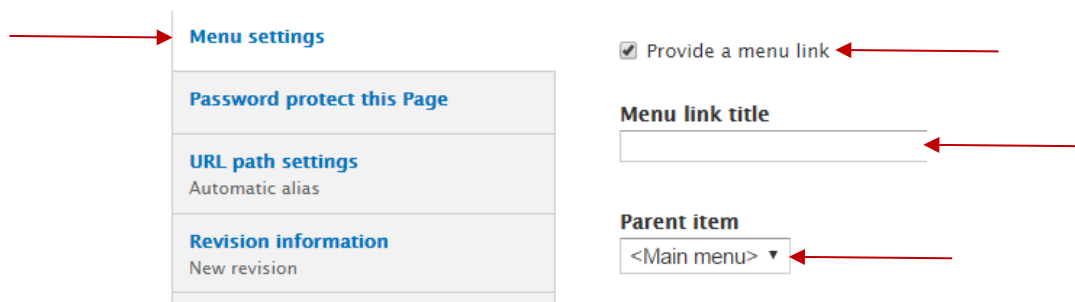 Menu settings
Password protect this Page
URL path settings
Automatic alias
Revision information
New revision
Provide a menu link
Menu link title
Parent item
<Main menu>